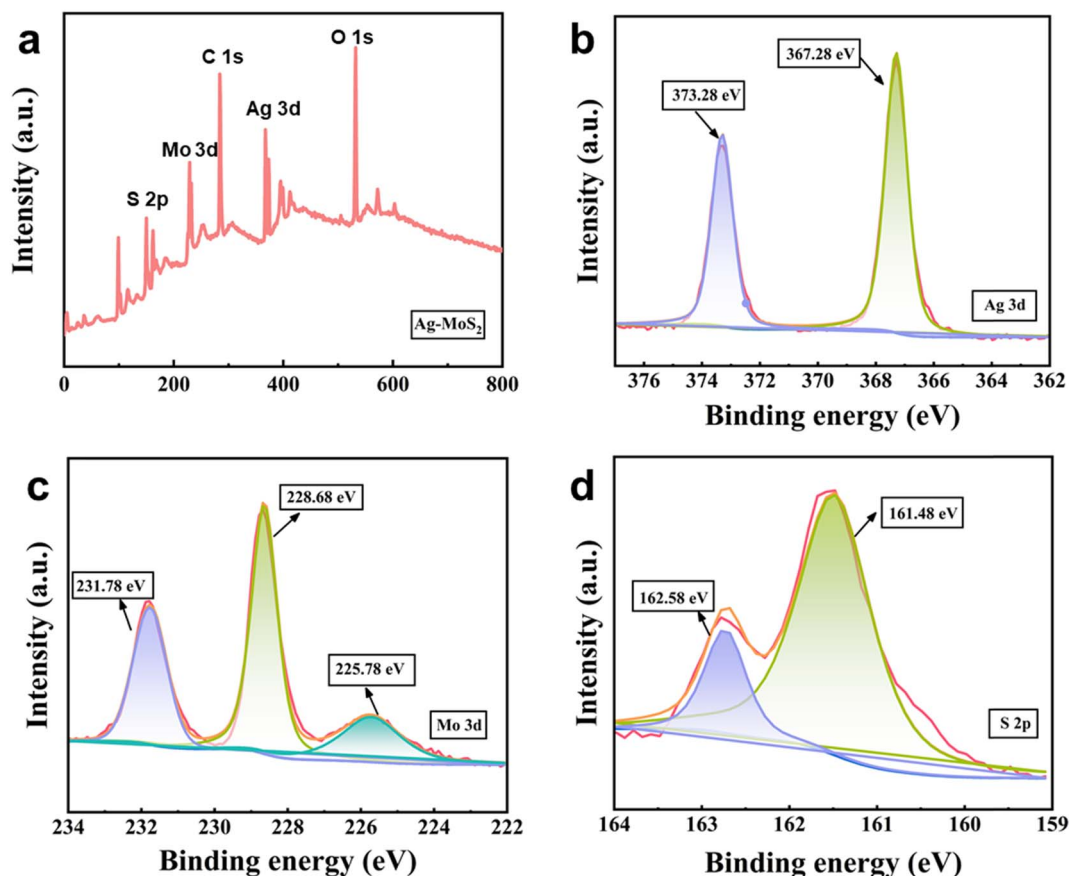 a
O 1s
C 1s
Ag 3d
Mo 3d
S 2p
Ag-MoS₂
Intensity (a.u.)
0 200 400 600 800
b
367.28 eV
373.28 eV
Ag 3d
Intensity (a.u.)
376 374 372 370 368 366 364 362
Binding energy (eV)
c
228.68 eV
231.78 eV
225.78 eV
Mo 3d
Intensity (a.u.)
234 232 230 228 226 224 222
Binding energy (eV)
d
161.48 eV
162.58 eV
S 2p
Intensity (a.u.)
164 163 162 161 160 159
Binding energy (eV)